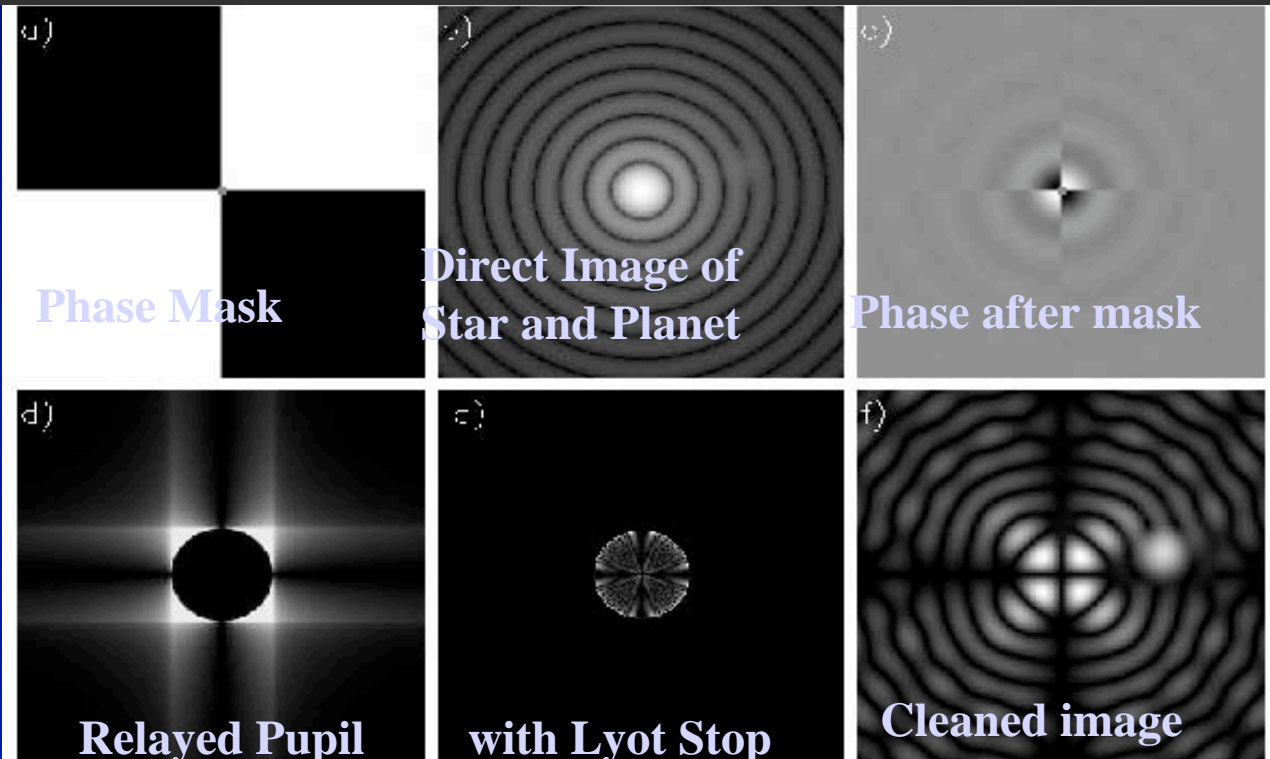 a)
Phase Mask
Direct Image of
Star and Planet
Phase after mask
d)
Relayed Pupil
with Lyot Stop
f)
Cleaned image